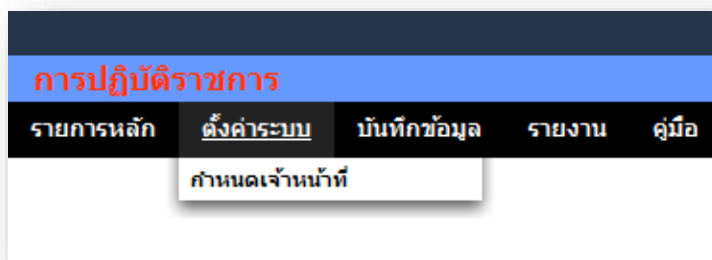 การปฏิบัติราชการ
รายการหลัก ตั้งค่าระบบ บันทึกข้อมูล รายงาน คู่มือ
กำหนดเจ้าหน้าที่